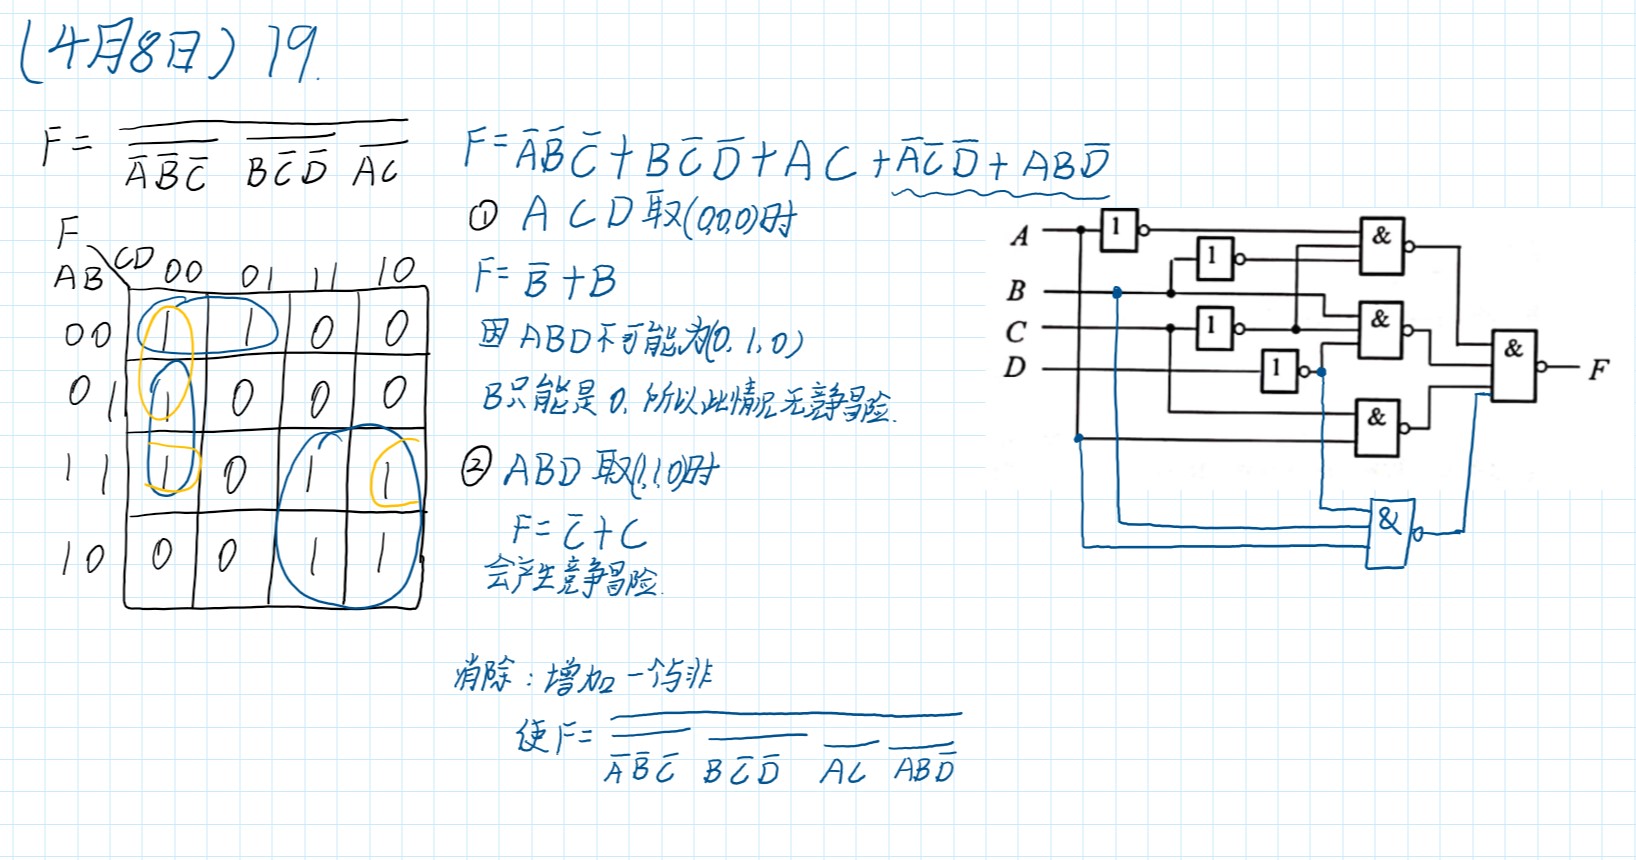 (4月8日) 19.
F= \overline{\overline{\bar{A}\bar{B}\bar{C}} \overline{B\bar{C}\bar{D}} \overline{AC}}
F
CD
AB 00 01 11 10
00 1 1 0 0
01 1 0 0 0
11 1 0 1 1
10 0 0 1 1
F=\bar{A}\bar{B}\bar{C}+B\bar{C}\bar{D}+AC+\bar{A}\bar{C}\bar{D}+AB\bar{D}
① A C D 取(0,0,0)时
F=\bar{B}+B
因 ABD不可能为(0,1,0)
B只能是0,所以此情况无竞争冒险.
② ABD 取(1,1,0)时
F=\bar{C}+C
会产生竞争冒险.
消除:增加一个与非
使F= \overline{\overline{\bar{A}\bar{B}\bar{C}} \overline{B\bar{C}\bar{D}} \overline{AC} \overline{AB\bar{D}}}
A 1 &
B 1
C 1 &
D 1 & F
&
&